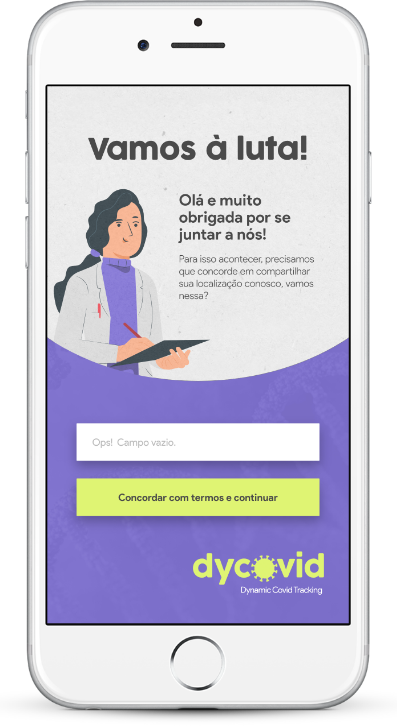 Vamos à luta!
Olá e muito
obrigada por se
juntar a nós!
Para isso acontecer, precisamos
que concorde em compartilhar
sua localização conosco, vamos
nessa?
Ops! Campo vazio.
Concordar com termos e continuar
dycovid
Dynamic Covid Tracking